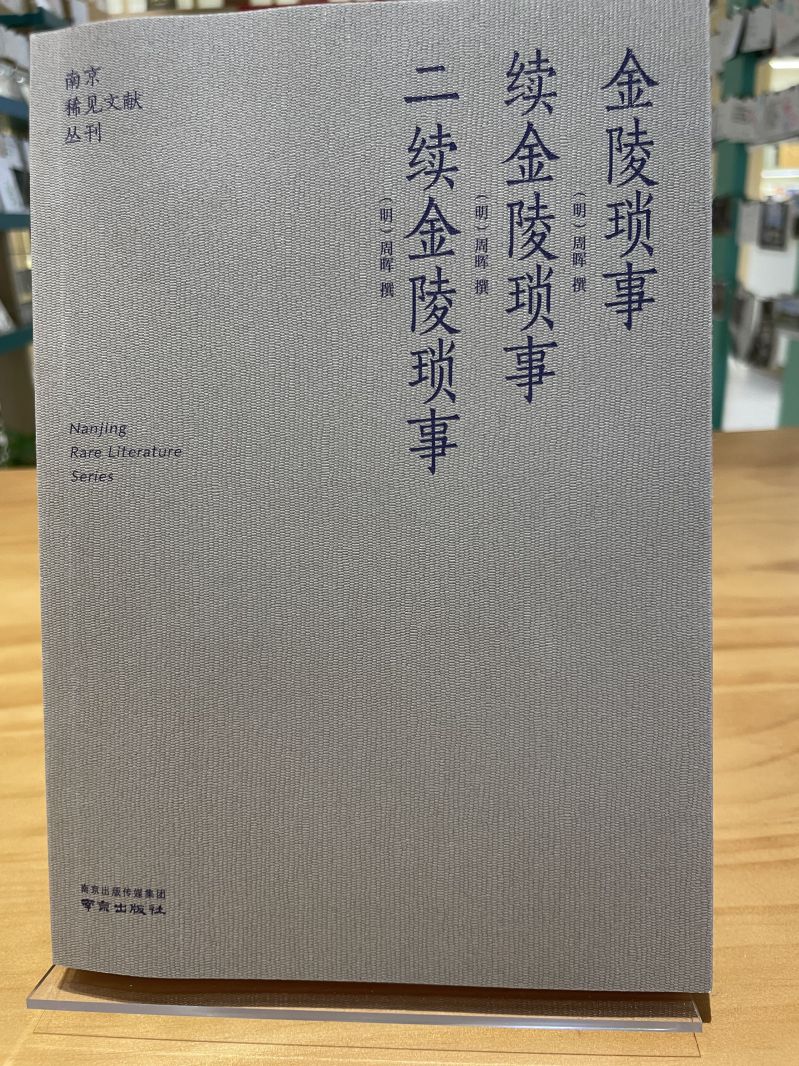 金陵琐事
（明）周晖 撰
续金陵琐事
（明）周晖 撰
二续金陵琐事
（明）周晖 撰
南京
稀见文献
丛刊
Nanjing
Rare Literature
Series
南京出版传媒集团
南京出版社